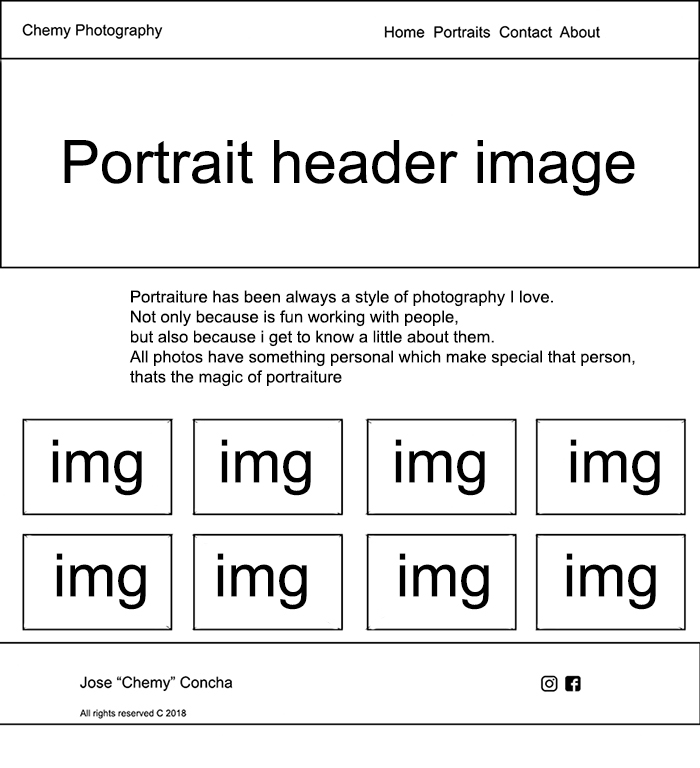 Chemy Photography
Home Portraits Contact About
Portrait header image
Portraiture has been always a style of photography I love.
Not only because is fun working with people,
but also because i get to know a little about them.
All photos have something personal which make special that person,
thats the magic of portraiture
img img img img
img img img img
Jose “Chemy” Concha
All rights reserved C 2018